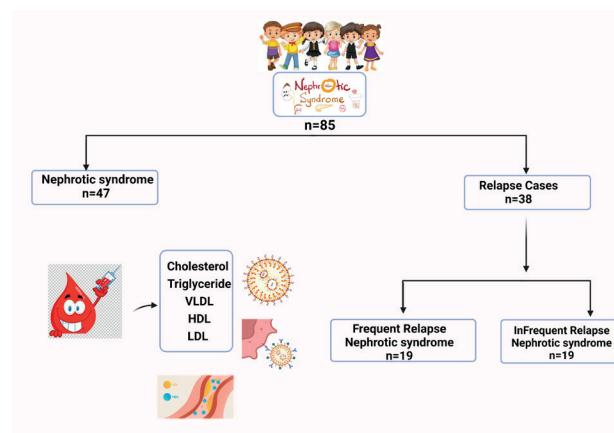 Nephrotic
Syndrome
n=85
Nephrotic syndrome
n=47
Relapse Cases
n=38
Cholesterol
Triglyceride
VLDL
HDL
LDL
Frequent Relapse
Nephrotic syndrome
n=19
InFrequent Relapse
Nephrotic syndrome
n=19